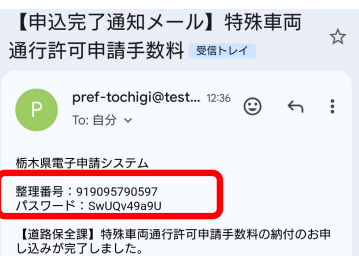 【申込完了通知メール】特殊車両
通行許可申請手数料 受信トレイ
P
pref-tochigi@test... 12:36
To: 自分
栃木県電子申請システム
整理番号：919095790597
パスワード：SwUQv49a9U
【道路保全課】特殊車両通行許可申請手数料の納付のお申
し込みが完了しました。